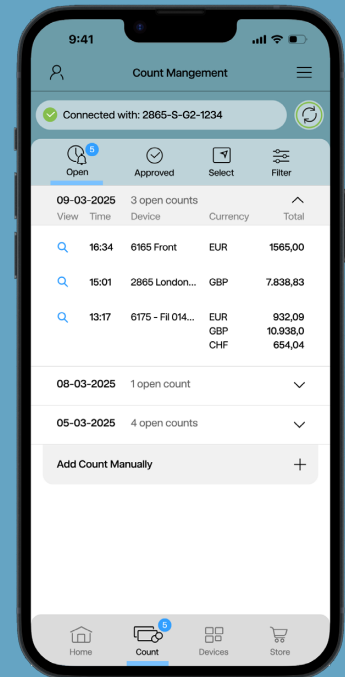 9:41
Count Mangement
Connected with: 2865-S-G2-1234
5
Open Approved Select Filter
09-03-2025 3 open counts
View Time Device Currency Total
16:34 6165 Front EUR 1565,00
15:01 2865 London... GBP 7.838,83
13:17 6175 - Fil 014... EUR 932,09
GBP 10.938,0
CHF 654,04
08-03-2025 1 open count
05-03-2025 4 open counts
Add Count Manually
5
Home Count Devices Store